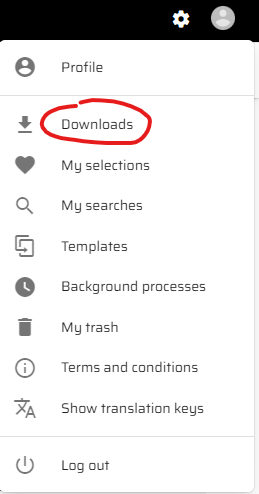 Profile
Downloads
My selections
My searches
Templates
Background processes
My trash
Terms and conditions
Show translation keys
Log out